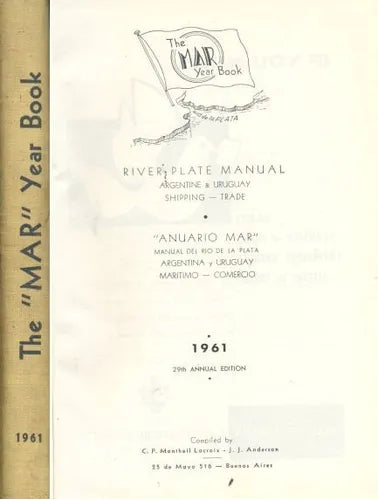 The "MAR" Year Book
1961
The
MAR
Year Book
RIVER PLATE MANUAL
ARGENTINE & URUGUAY
SHIPPING — TRADE
"ANUARIO MAR"
MANUAL DEL RIO DE LA PLATA
ARGENTINA y URUGUAY
MARITIMO — COMERCIO
1961
29th ANNUAL EDITION
Compiled by
C. P. Monthell Lacroix - J. J. Anderson
25 de Mayo 516 — Buenos Aires